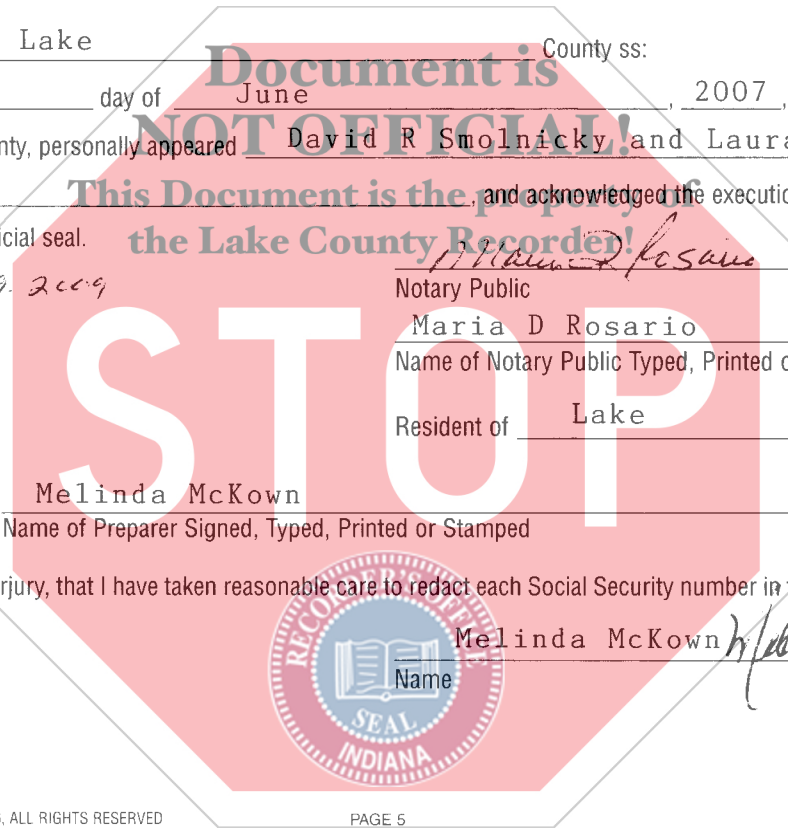 Lake County ss:
Document is
day of June , 2007 ,
NOT OFFICIAL!
nty, personally appeared David R Smolnicky and Laura
This Document is the property of
, and acknowledged the executio
icial seal.
the Lake County Recorder!
2009
Notary Public
Maria D Rosario
Name of Notary Public Typed, Printed o
Resident of Lake
STOP
Melinda McKown
Name of Preparer Signed, Typed, Printed or Stamped
rjury, that I have taken reasonable care to redact each Social Security number in
RECORDER'S OFFICE
Melinda McKown
Name
SEAL
INDIANA
, ALL RIGHTS RESERVED PAGE 5